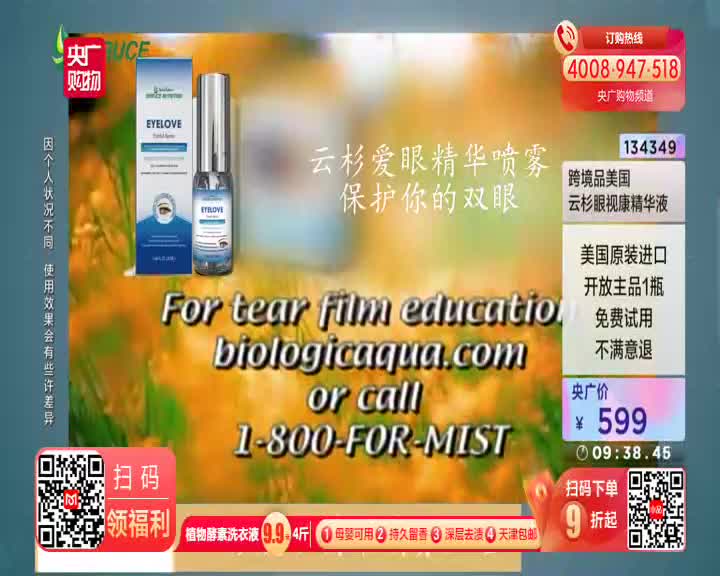 RUCE
央广
购物
订购热线
4008·947·518
央广购物频道
EYELOVE
EYELOVE
云杉爱眼精华喷雾
保护你的双眼
134349
跨境品美国
云杉眼视康精华液
因个人状况不同 使用效果会有些许差异
美国原装进口
开放主品1瓶
免费试用
不满意退
For tear film education
biologicaqua.com
or call
1-800-FOR-MIST
央广价
¥ 599
09:38.45
扫码
领福利
植物酵素洗衣液 9.9元 4斤 ①母婴可用 ②持久留香 ③深层去渍 ④天津包邮
扫码下单
9折起